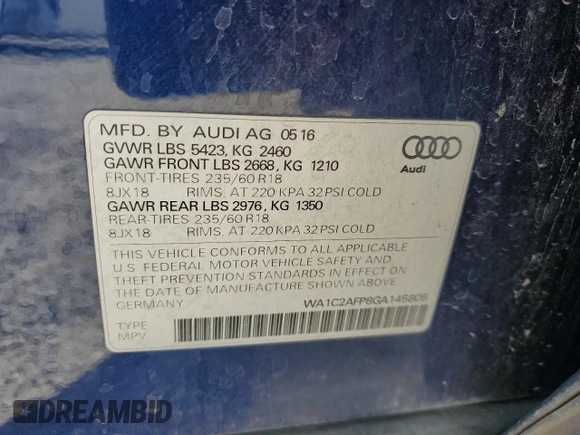 MFD. BY AUDI AG 05 16
GVWR LBS 5423, KG 2460
GAWR FRONT LBS 2668, KG 1210
FRONT-TIRES 235/60 R18
8JX18 RIMS, AT 220 KPA 32 PSI COLD
GAWR REAR LBS 2976, KG 1350
REAR-TIRES 235/60 R18
8JX18 RIMS, AT 220 KPA 32 PSI COLD
Audi
THIS VEHICLE CONFORMS TO ALL APPLICABLE
U.S. FEDERAL MOTOR VEHICLE SAFETY AND
THEFT PREVENTION STANDARDS IN EFFECT ON
THE DATE OF MANUFACTURE SHOWN ABOVE
GERMANY WA1C2AFP8GA145805
TYPE
MPV
DREAMBID